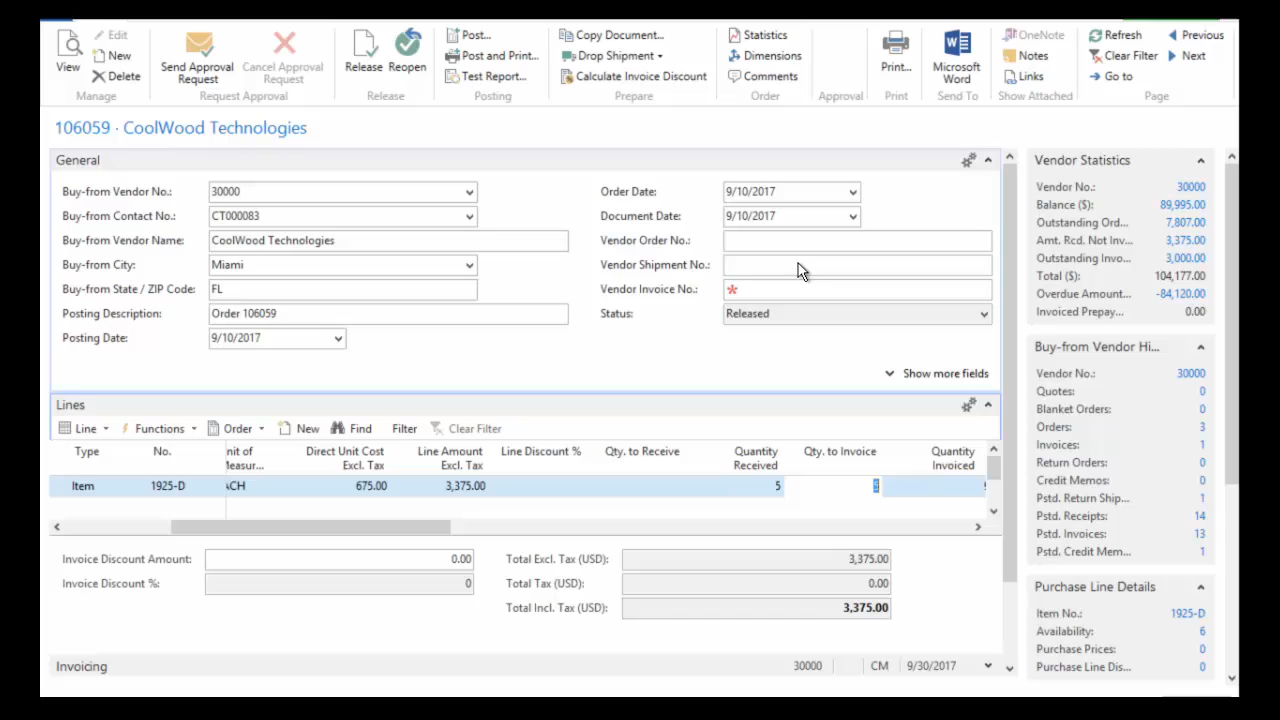 View
Edit
New
Delete
Manage
Send Approval Request
Cancel Approval Request
Request Approval
Release
Reopen
Release
Post...
Post and Print...
Test Report...
Posting
Copy Document...
Drop Shipment
Calculate Invoice Discount
Prepare
Statistics
Dimensions
Comments
Order
Approval
Print...
Print
Microsoft Word
Send To
OneNote
Notes
Links
Show Attached
Refresh
Clear Filter
Go to
Previous
Next
Page
106059 · CoolWood Technologies
General
Buy-from Vendor No.: 30000
Buy-from Contact No.: CT000083
Buy-from Vendor Name: CoolWood Technologies
Buy-from City: Miami
Buy-from State / ZIP Code: FL
Posting Description: Order 106059
Posting Date: 9/10/2017
Order Date: 9/10/2017
Document Date: 9/10/2017
Vendor Order No.:
Vendor Shipment No.:
Vendor Invoice No.: *
Status: Released
Show more fields
Lines
Line Functions Order New Find Filter Clear Filter
Type No. Direct Unit Cost Excl. Tax Line Amount Excl. Tax Line Discount % Qty. to Receive Quantity Received Qty. to Invoice Quantity Invoiced
Item 1925-D 675.00 3,375.00 5
Invoice Discount Amount: 0.00
Invoice Discount %: 0
Total Excl. Tax (USD): 3,375.00
Total Tax (USD): 0.00
Total Incl. Tax (USD): 3,375.00
Invoicing 30000 CM 9/30/2017
Vendor Statistics
Vendor No.: 30000
Balance ($): 89,995.00
Outstanding Ord... 7,807.00
Amt. Rcd. Not Inv... 3,375.00
Outstanding Invo... 3,000.00
Total ($): 104,177.00
Overdue Amount... -84,120.00
Invoiced Prepay... 0.00
Buy-from Vendor Hi...
Vendor No.: 30000
Quotes: 0
Blanket Orders: 0
Orders: 3
Invoices: 1
Return Orders: 0
Credit Memos: 0
Pstd. Return Ship... 1
Pstd. Receipts: 14
Pstd. Invoices: 13
Pstd. Credit Mem... 1
Purchase Line Details
Item No.: 1925-D
Availability: 6
Purchase Prices: 0
Purchase Line Dis... 0